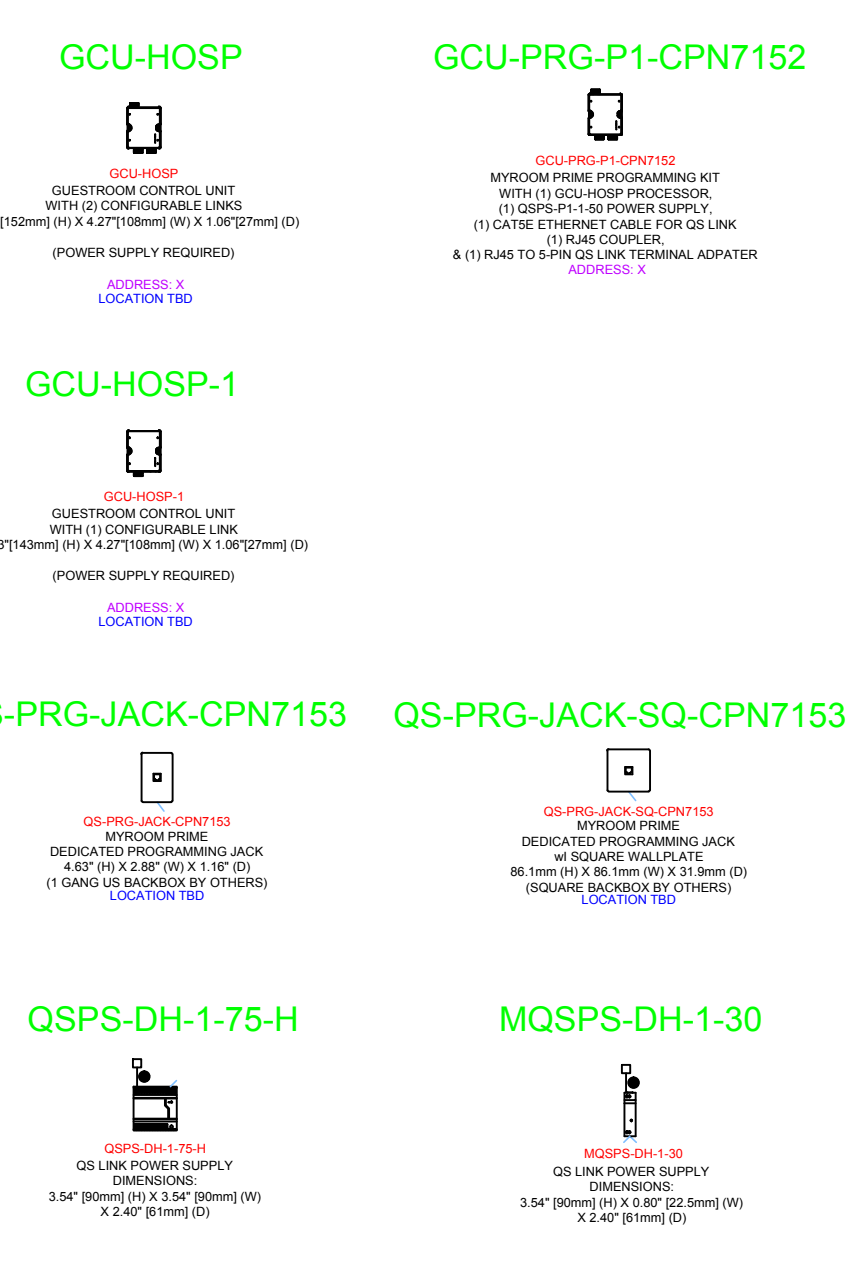 GCU-HOSP
GCU-HOSP
GUESTROOM CONTROL UNIT
WITH (2) CONFIGURABLE LINKS
[152mm] (H) X 4.27"[108mm] (W) X 1.06"[27mm] (D)
(POWER SUPPLY REQUIRED)
ADDRESS: X
LOCATION TBD
GCU-PRG-P1-CPN7152
GCU-PRG-P1-CPN7152
MYROOM PRIME PROGRAMMING KIT
WITH (1) GCU-HOSP PROCESSOR,
(1) QSPS-P1-1-50 POWER SUPPLY,
(1) CAT5E ETHERNET CABLE FOR QS LINK
(1) RJ45 COUPLER,
& (1) RJ45 TO 5-PIN QS LINK TERMINAL ADPATER
ADDRESS: X
GCU-HOSP-1
GCU-HOSP-1
GUESTROOM CONTROL UNIT
WITH (1) CONFIGURABLE LINK
3"[143mm] (H) X 4.27"[108mm] (W) X 1.06"[27mm] (D)
(POWER SUPPLY REQUIRED)
ADDRESS: X
LOCATION TBD
-PRG-JACK-CPN7153
QS-PRG-JACK-CPN7153
MYROOM PRIME
DEDICATED PROGRAMMING JACK
4.63" (H) X 2.88" (W) X 1.16" (D)
(1 GANG US BACKBOX BY OTHERS)
LOCATION TBD
QS-PRG-JACK-SQ-CPN7153
QS-PRG-JACK-SQ-CPN7153
MYROOM PRIME
DEDICATED PROGRAMMING JACK
wl SQUARE WALLPLATE
86.1mm (H) X 86.1mm (W) X 31.9mm (D)
(SQUARE BACKBOX BY OTHERS)
LOCATION TBD
QSPS-DH-1-75-H
QSPS-DH-1-75-H
QS LINK POWER SUPPLY
DIMENSIONS:
3.54" [90mm] (H) X 3.54" [90mm] (W)
X 2.40" [61mm] (D)
MQSPS-DH-1-30
MQSPS-DH-1-30
QS LINK POWER SUPPLY
DIMENSIONS:
3.54" [90mm] (H) X 0.80" [22.5mm] (W)
X 2.40" [61mm] (D)